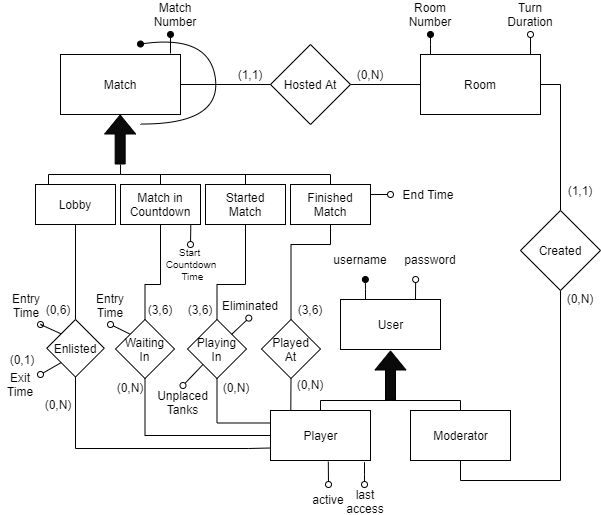 Match
Number
Room
Number
Turn
Duration
Match
(1,1)
Hosted At
(0,N)
Room
Lobby
Match in
Countdown
Started
Match
Finished
Match
End Time
(1,1)
Start
Countdown
Time
Created
username
password
Entry
Time
(0,6)
Entry
Time
(3,6)
(3,6)
Eliminated
(3,6)
(0,N)
User
Enlisted
Waiting
In
Playing
In
Played
At
(0,1)
Exit
Time
(0,N)
(0,N)
(0,N)
(0,N)
Unplaced
Tanks
Player
Moderator
active
last
access